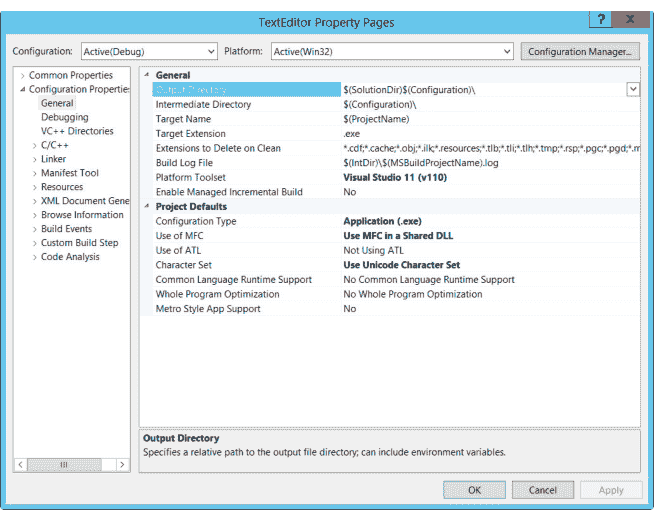 TextEditor Property Pages
? X
Configuration: Active(Debug) Platform: Active(Win32) Configuration Manager...
Common Properties
Configuration Propertie
General
Debugging
VC++ Directories
C/C++
Linker
Manifest Tool
Resources
XML Document Gene
Browse Information
Build Events
Custom Build Step
Code Analysis
General
Output Directory $(SolutionDir)$(Configuration)\
Intermediate Directory $(Configuration)\
Target Name $(ProjectName)
Target Extension .exe
Extensions to Delete on Clean *.cdf;*.cache;*.obj;*.ilk;*.resources;*.tlb;*.tli;*.tlh;*.tmp;*.rsp;*.pgc;*.pgd;*.m
Build Log File $(IntDir)\$(MSBuildProjectName).log
Platform Toolset Visual Studio 11 (v110)
Enable Managed Incremental Build No
Project Defaults
Configuration Type Application (.exe)
Use of MFC Use MFC in a Shared DLL
Use of ATL Not Using ATL
Character Set Use Unicode Character Set
Common Language Runtime Support No Common Language Runtime Support
Whole Program Optimization No Whole Program Optimization
Metro Style App Support No
Output Directory
Specifies a relative path to the output file directory; can include environment variables.
OK Cancel Apply